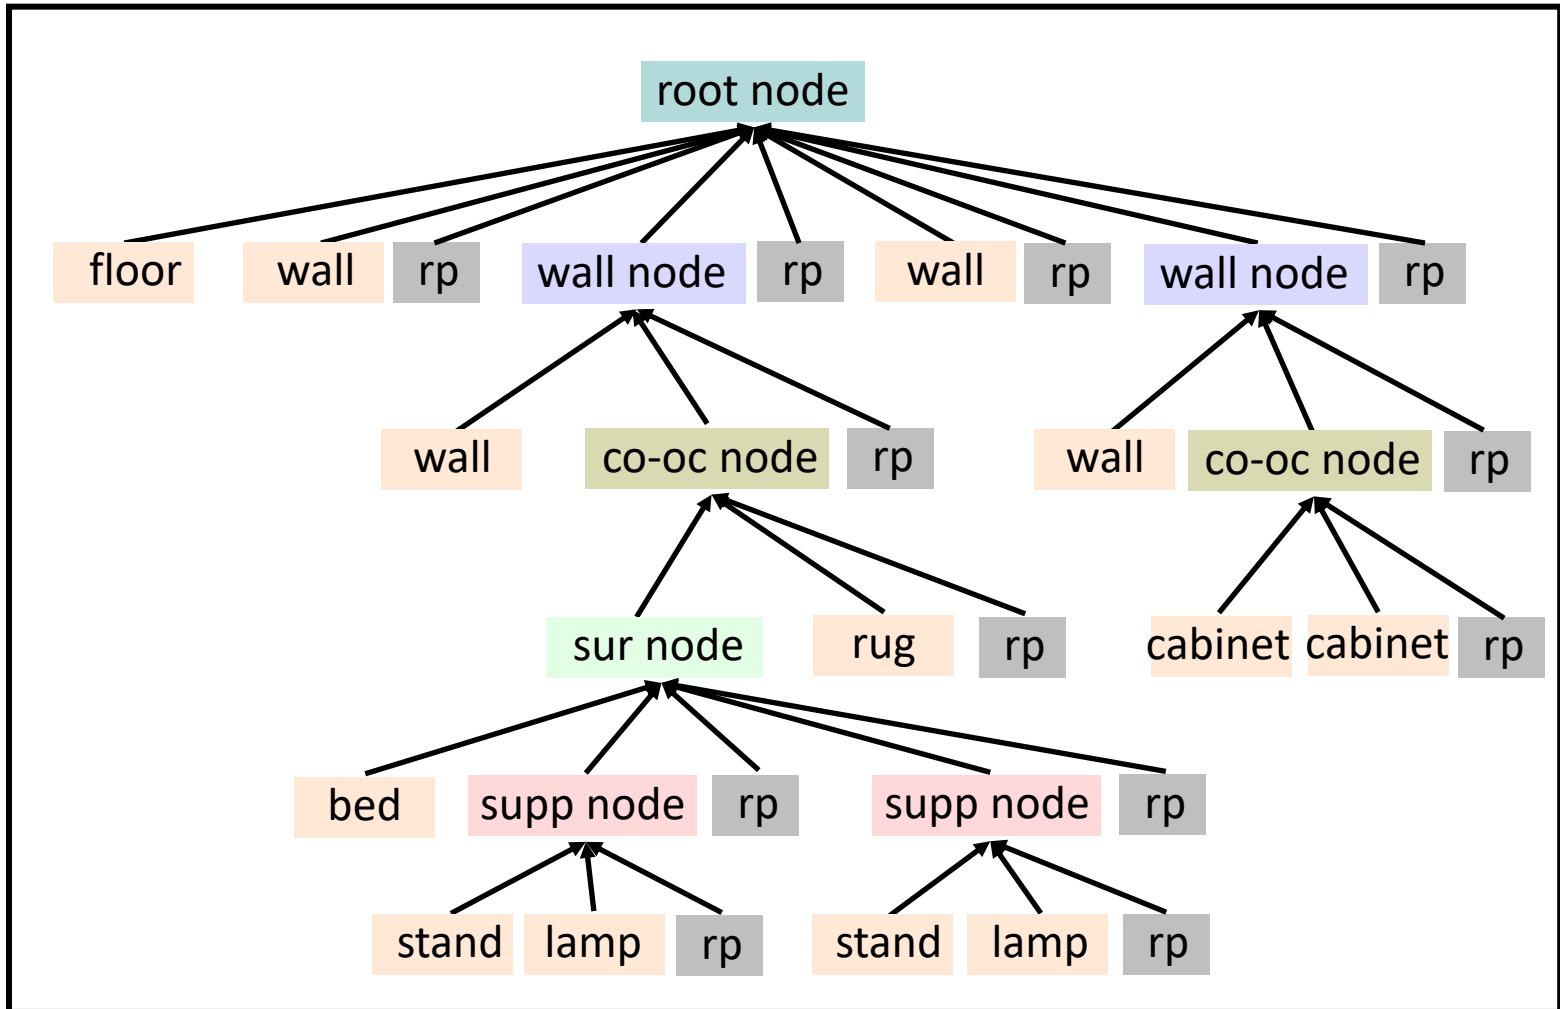 root node
floor wall rp wall node rp wall rp wall node rp
wall co-oc node rp wall co-oc node rp
sur node rug rp cabinet cabinet rp
bed supp node rp supp node rp
stand lamp rp stand lamp rp